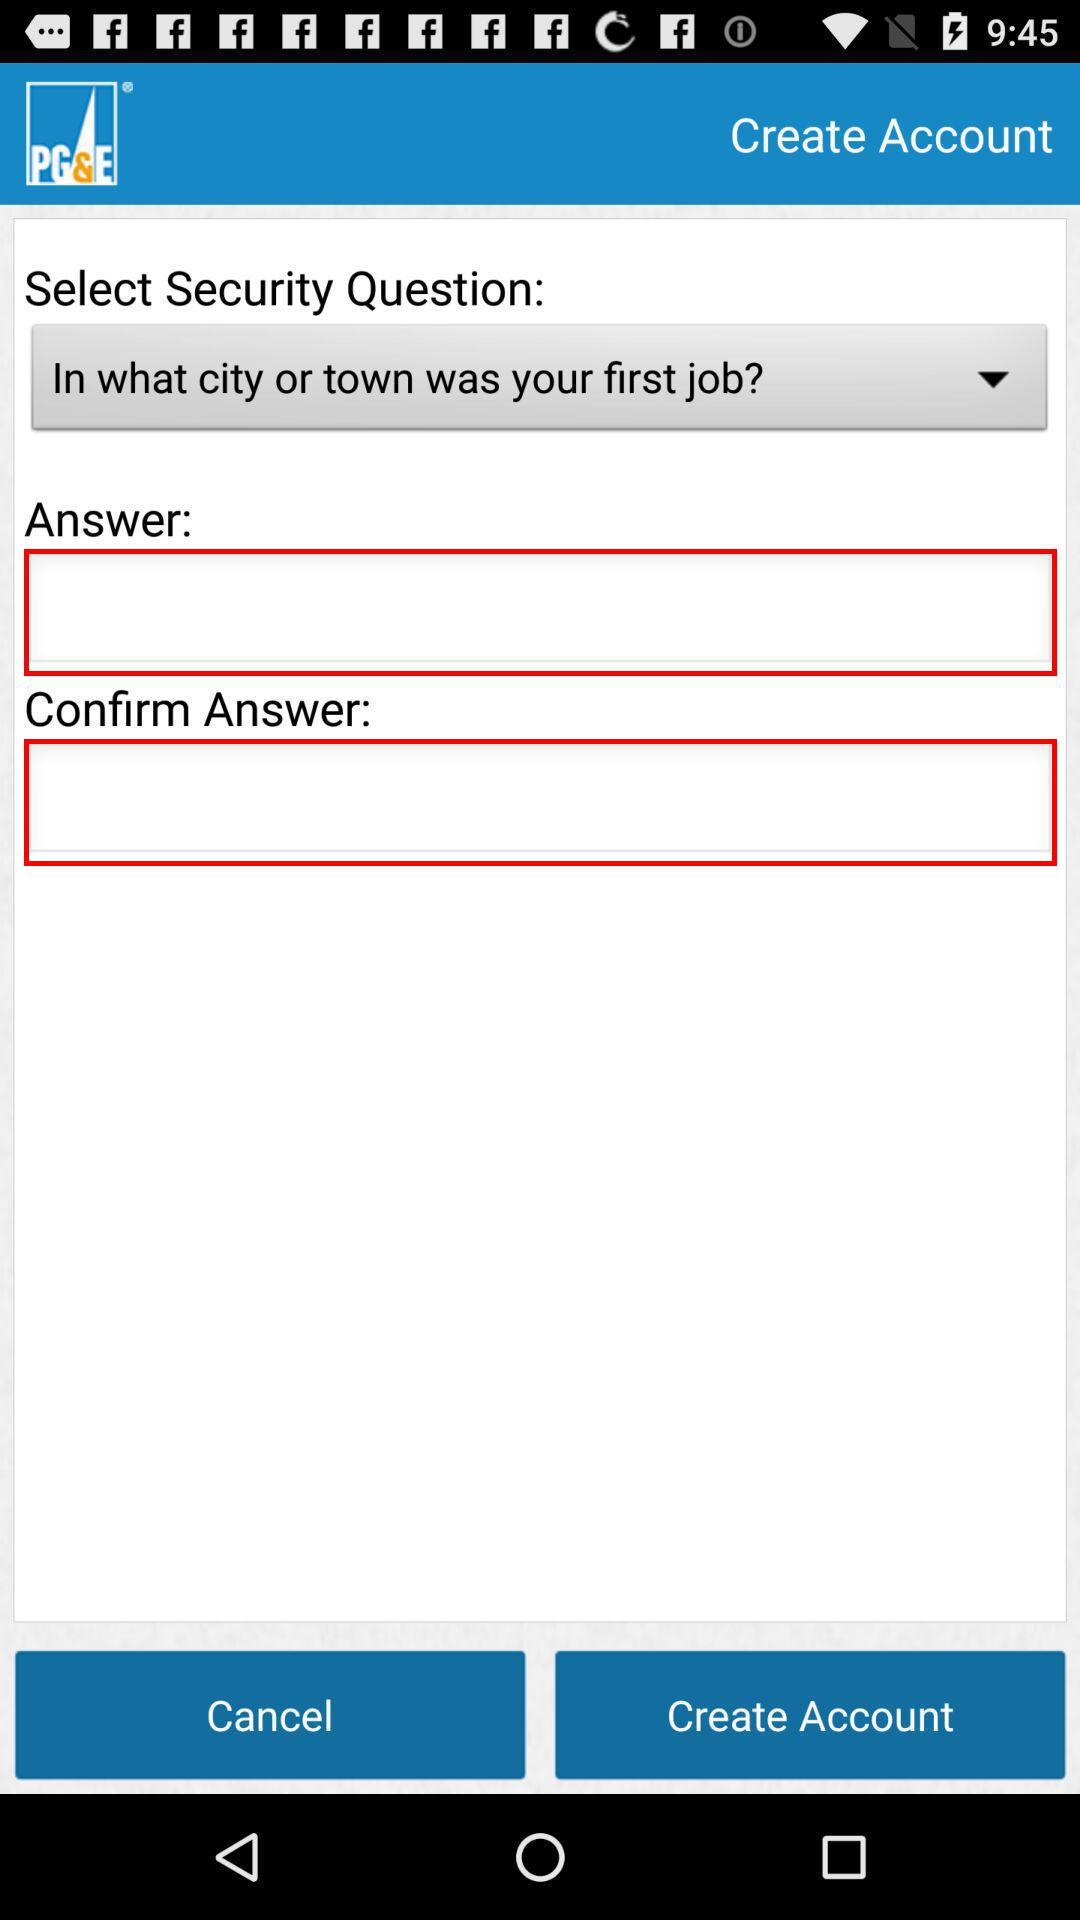 9:45
PG&E®
Create Account
Select Security Question:
In what city or town was your first job?
Answer:
Confirm Answer:
Cancel
Create Account